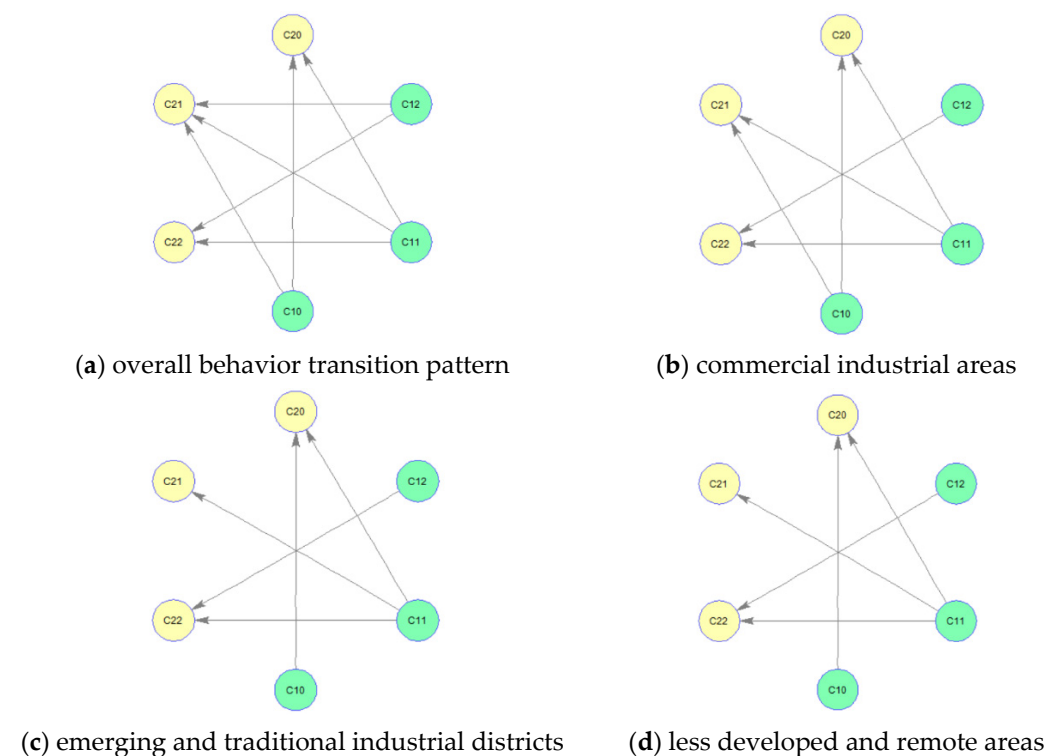 C20
C20
C21
C12
C21
C12
C22
C11
C22
C11
C10
C10
(a) overall behavior transition pattern
(b) commercial industrial areas
C20
C20
C21
C12
C21
C12
C22
C11
C22
C11
C10
C10
(c) emerging and traditional industrial districts
(d) less developed and remote areas